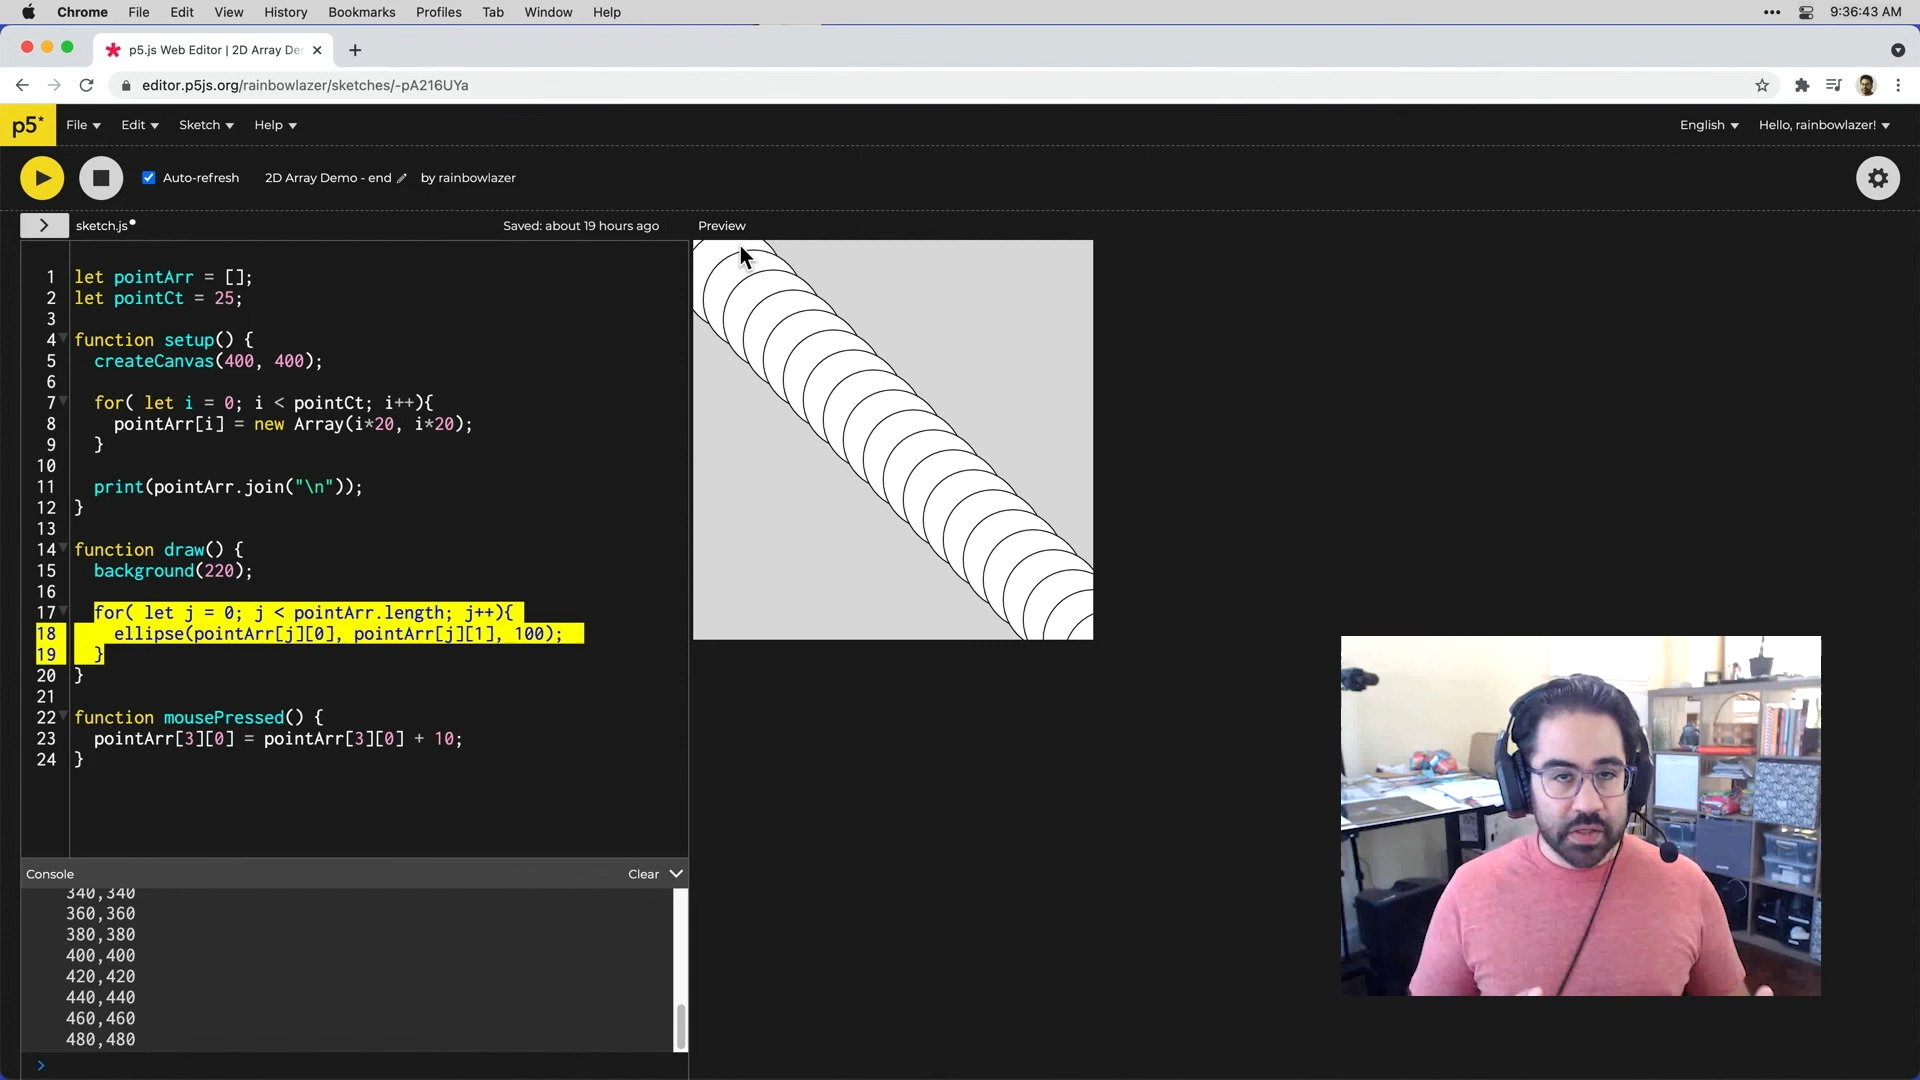 Chrome File Edit View History Bookmarks Profiles Tab Window Help 9:36:43 AM
p5.js Web Editor | 2D Array De
editor.p5js.org/rainbowlazer/sketches/-pA216UYa
p5* File Edit Sketch Help English Hello, rainbowlazer!
Auto-refresh 2D Array Demo - end by rainbowlazer
sketch.js Saved: about 19 hours ago Preview
1 let pointArr = [];
2 let pointCt = 25;
3
4 function setup() {
5 createCanvas(400, 400);
6
7 for( let i = 0; i < pointCt; i++){
8 pointArr[i] = new Array(i*20, i*20);
9 }
10
11 print(pointArr.join("\n"));
12 }
13
14 function draw() {
15 background(220);
16
17 for( let j = 0; j < pointArr.length; j++){
18 ellipse(pointArr[j][0], pointArr[j][1], 100);
19 }
20 }
21
22 function mousePressed() {
23 pointArr[3][0] = pointArr[3][0] + 10;
24 }
Console Clear
340,340
360,360
380,380
400,400
420,420
440,440
460,460
480,480
>